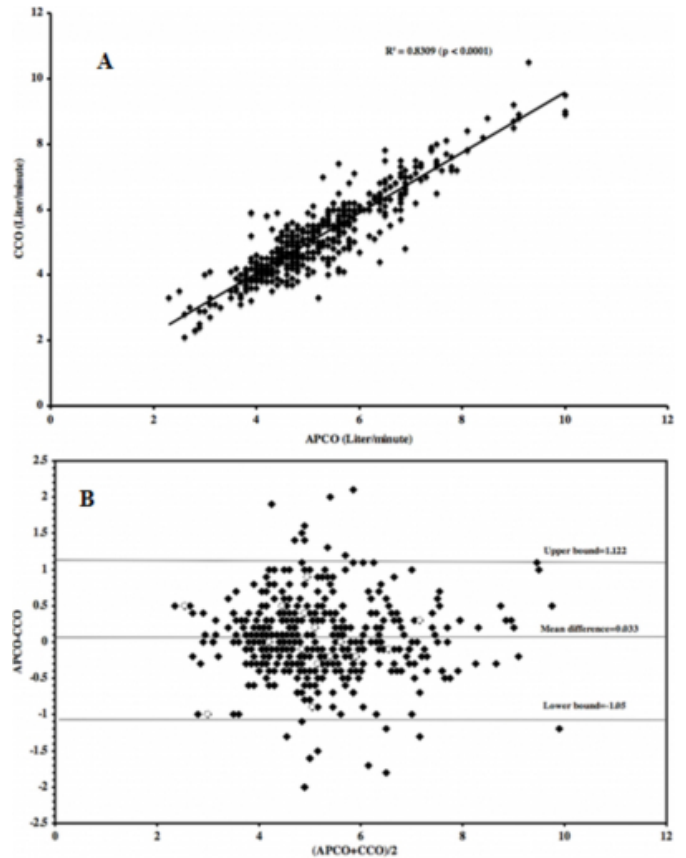 A
R² = 0.8309 (p < 0.0001)
12
10
8
6
4
2
0
CCO (Liter/minute)
0 2 4 6 8 10 12
APCO (Liter/minute)
B
2.5
2
1.5
1
0.5
0
-0.5
-1
-1.5
-2
-2.5
APCO-CCO
Upper bound=1.122
Mean difference=0.033
Lower bound=-1.05
0 2 4 6 8 10 12
(APCO+CCO)/2